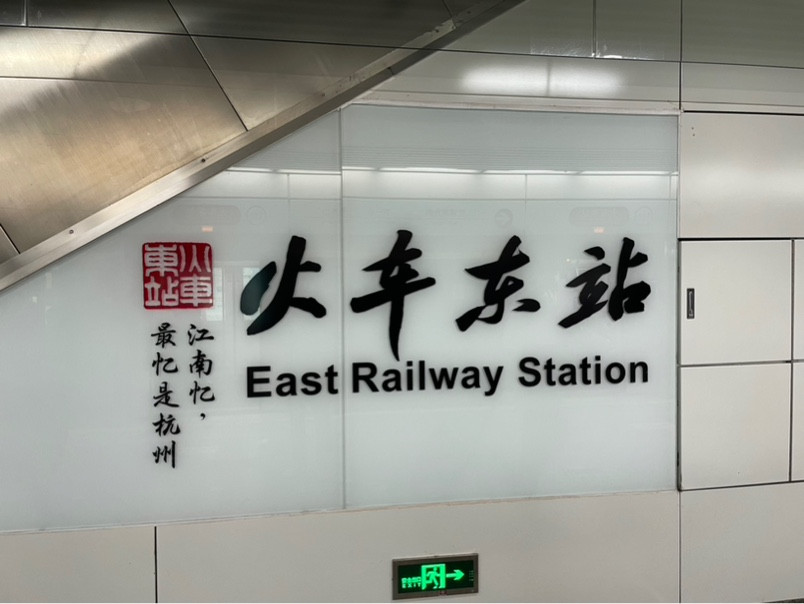 火车东站
East Railway Station
火車東站
江南忆，
最忆是杭州
EXIT